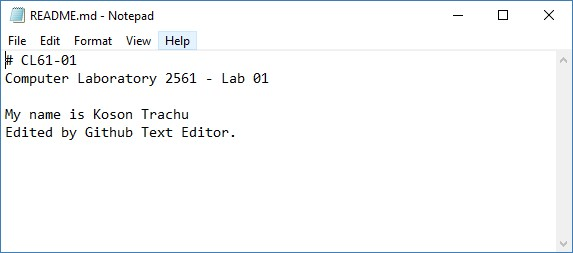 README.md - Notepad
File Edit Format View Help
# CL61-01
Computer Laboratory 2561 - Lab 01

My name is Koson Trachu
Edited by Github Text Editor.